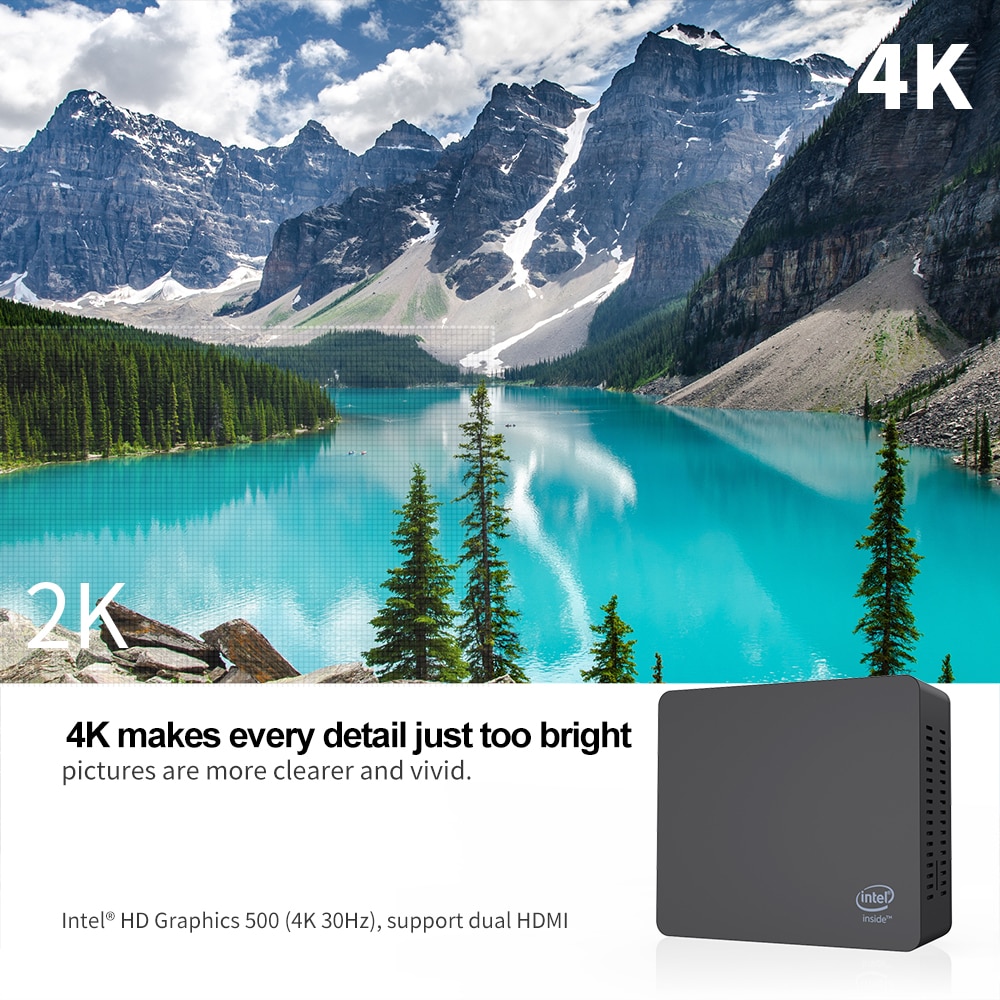 4K
2K
4K makes every detail just too bright
pictures are more clearer and vivid.
Intel® HD Graphics 500 (4K 30Hz), support dual HDMI
intel®
inside™